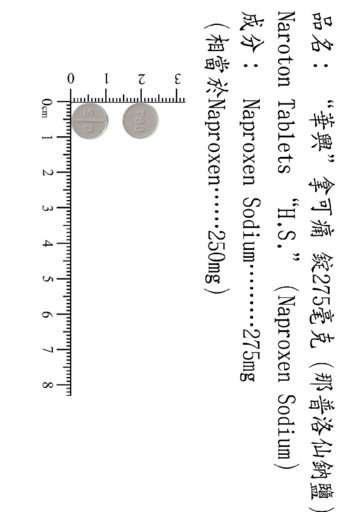 品名：“華興”拿可痛 錠275毫克(那普洛仙鈉鹽)
Naroton Tablets “H.S.” (Naproxen Sodium)
成分： Naproxen Sodium………275mg
(相當於Naproxen……250mg)
0 1 2 3
0cm 1 2 3 4 5 6 7 8
S D
180